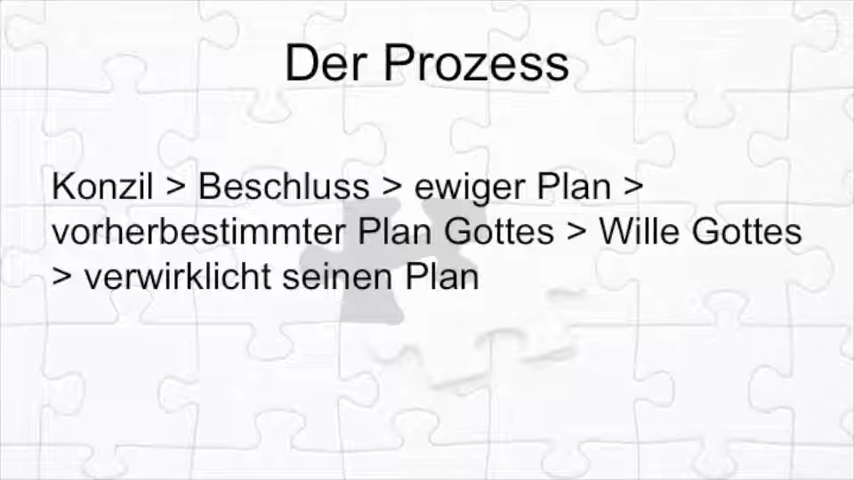 Der Prozess
Konzil > Beschluss > ewiger Plan >
vorherbestimmter Plan Gottes > Wille Gottes
> verwirklicht seinen Plan